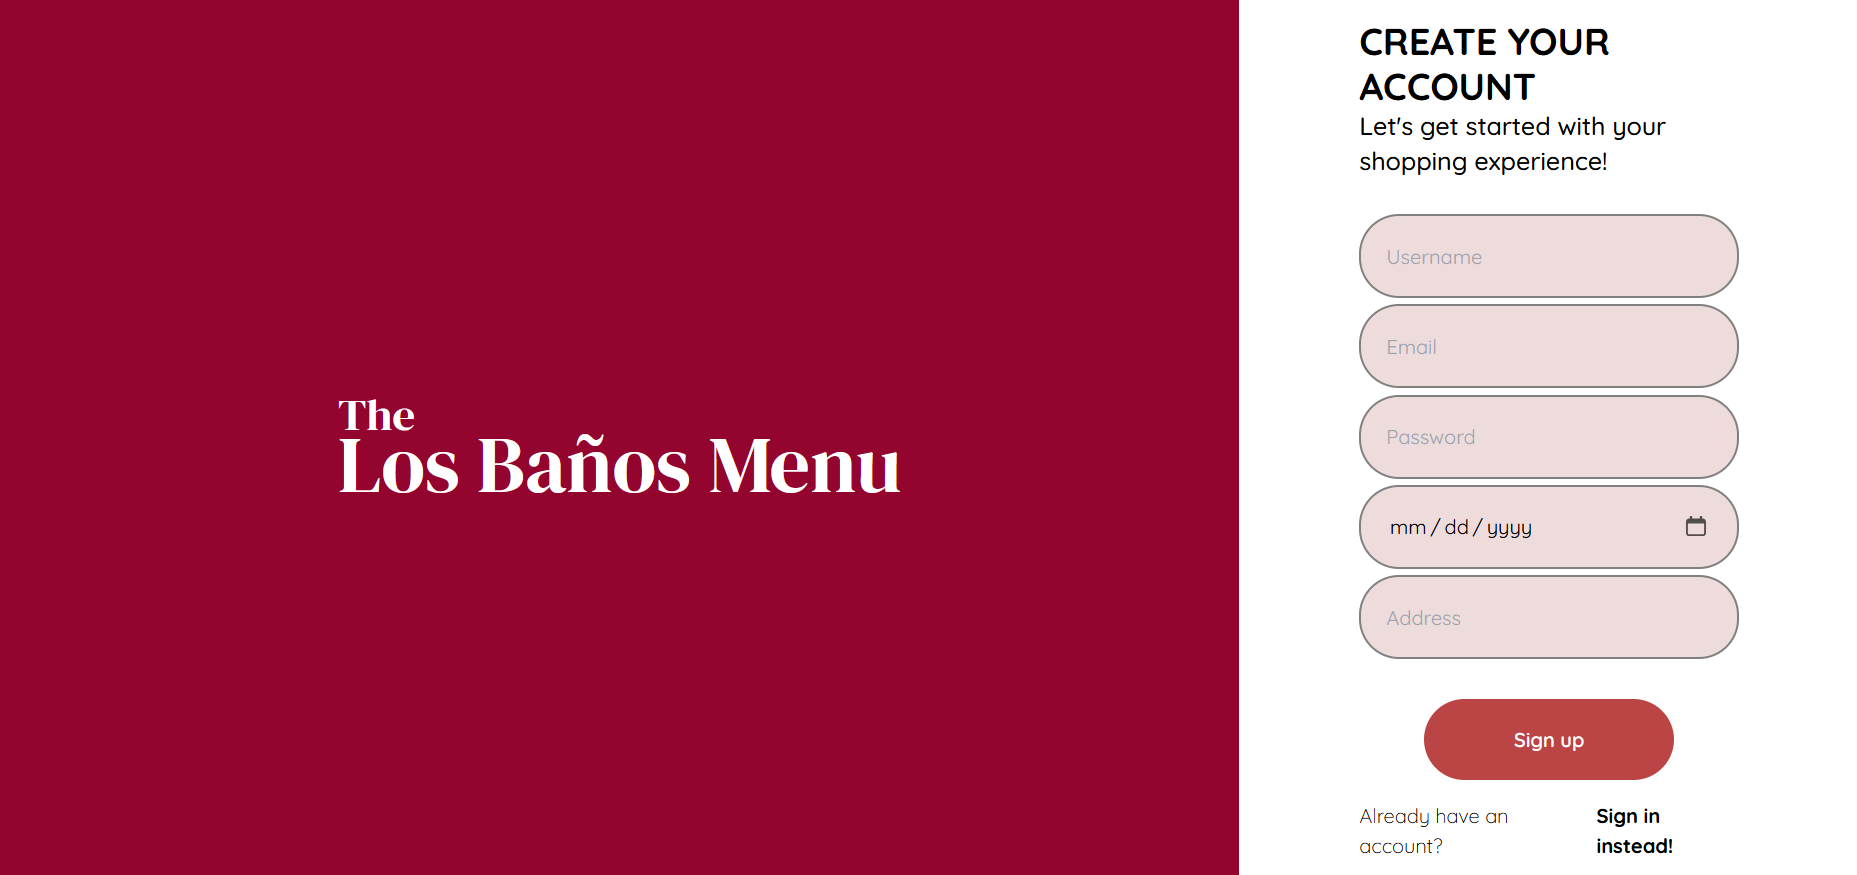 The
Los Baños Menu
CREATE YOUR
ACCOUNT
Let's get started with your
shopping experience!
Username
Email
Password
mm / dd / yyyy
Address
Sign up
Already have an
account?
Sign in
instead!